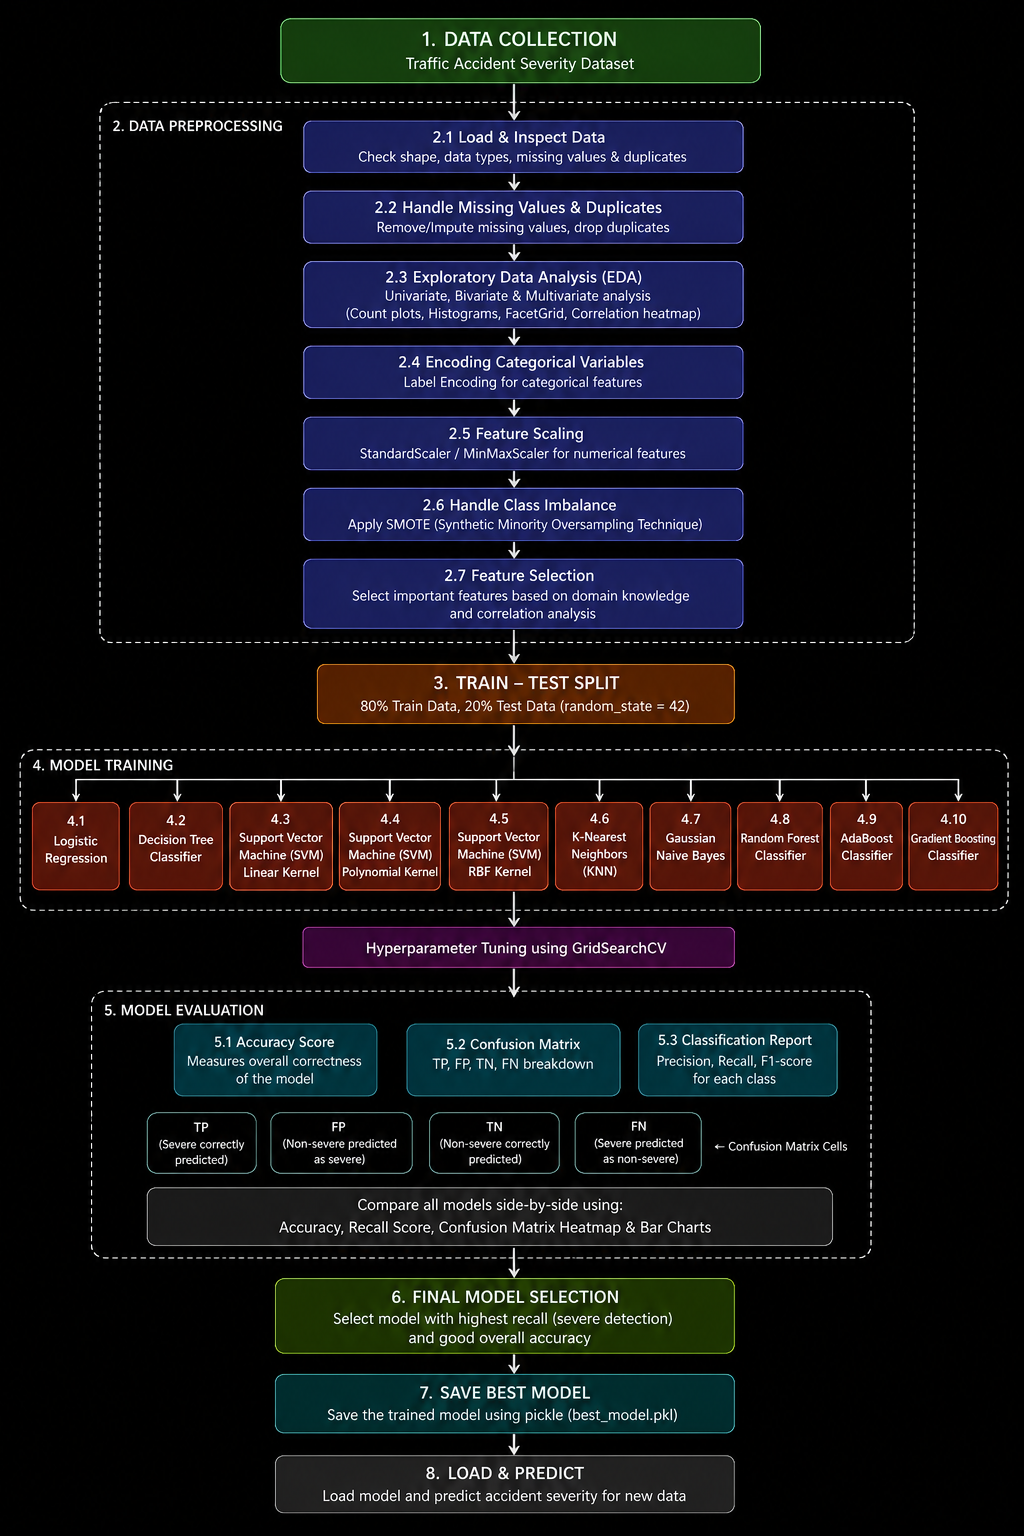 1. DATA COLLECTION
Traffic Accident Severity Dataset
2. DATA PREPROCESSING
2.1 Load & Inspect Data
Check shape, data types, missing values & duplicates
2.2 Handle Missing Values & Duplicates
Remove/Impute missing values, drop duplicates
2.3 Exploratory Data Analysis (EDA)
Univariate, Bivariate & Multivariate analysis
(Count plots, Histograms, FacetGrid, Correlation heatmap)
2.4 Encoding Categorical Variables
Label Encoding for categorical features
2.5 Feature Scaling
StandardScaler / MinMaxScaler for numerical features
2.6 Handle Class Imbalance
Apply SMOTE (Synthetic Minority Oversampling Technique)
2.7 Feature Selection
Select important features based on domain knowledge
and correlation analysis
3. TRAIN – TEST SPLIT
80% Train Data, 20% Test Data (random_state = 42)
4. MODEL TRAINING
4.1
Logistic
Regression
4.2
Decision Tree
Classifier
4.3
Support Vector
Machine (SVM)
Linear Kernel
4.4
Support Vector
Machine (SVM)
Polynomial Kernel
4.5
Support Vector
Machine (SVM)
RBF Kernel
4.6
K-Nearest
Neighbors
(KNN)
4.7
Gaussian
Naive Bayes
4.8
Random Forest
Classifier
4.9
AdaBoost
Classifier
4.10
Gradient Boosting
Classifier
Hyperparameter Tuning using GridSearchCV
5. MODEL EVALUATION
5.1 Accuracy Score
Measures overall correctness
of the model
5.2 Confusion Matrix
TP, FP, TN, FN breakdown
5.3 Classification Report
Precision, Recall, F1-score
for each class
TP
(Severe correctly
predicted)
FP
(Non-severe predicted
as severe)
TN
(Non-severe correctly
predicted)
FN
(Severe predicted
as non-severe)
← Confusion Matrix Cells
Compare all models side-by-side using:
Accuracy, Recall Score, Confusion Matrix Heatmap & Bar Charts
6. FINAL MODEL SELECTION
Select model with highest recall (severe detection)
and good overall accuracy
7. SAVE BEST MODEL
Save the trained model using pickle (best_model.pkl)
8. LOAD & PREDICT
Load model and predict accident severity for new data